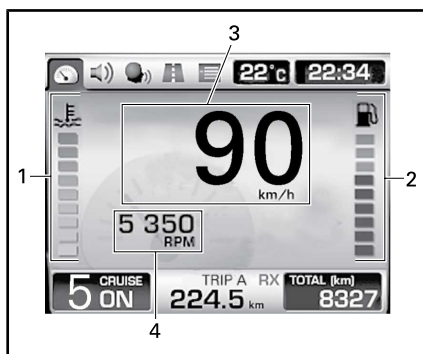 3
22°c 22:34
90
km/h
1
2
5 350
RPM
5 CRUISE ON
TRIP A RX
224.5 km
TOTAL (km)
8327
4